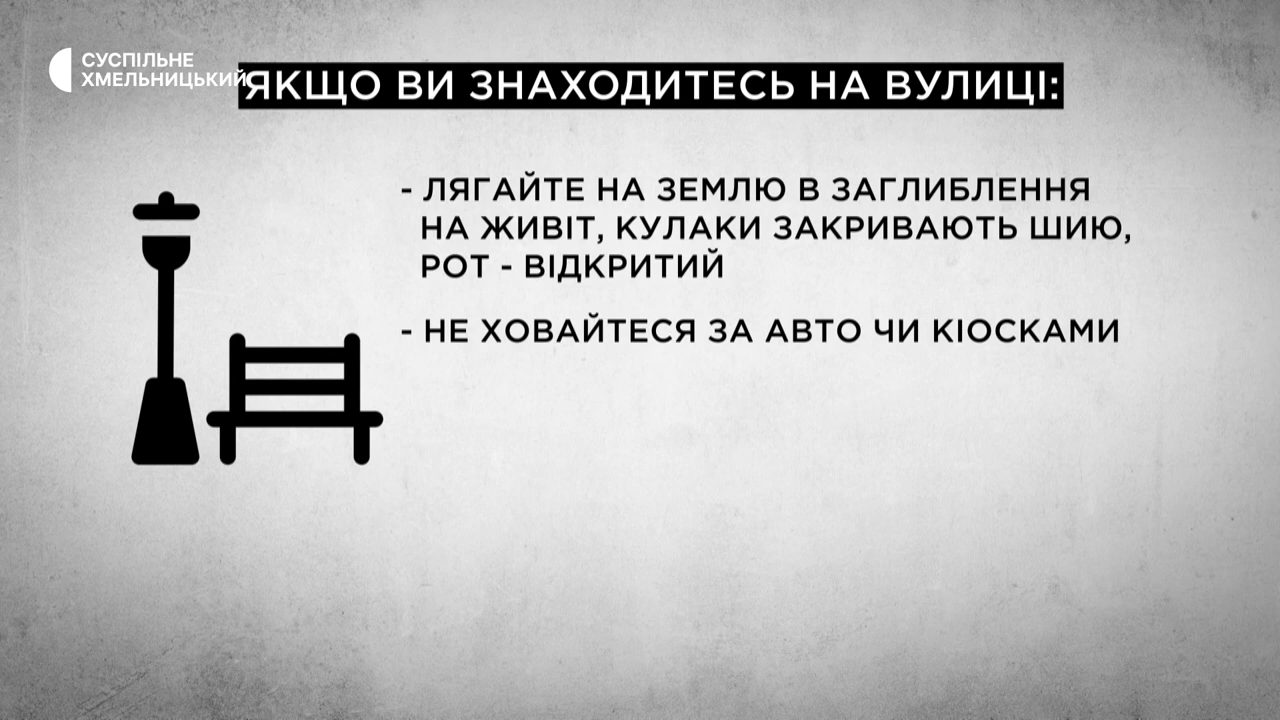 СУСПІЛЬНЕ
ХМЕЛЬНИЦЬКИЙ
ЯКЩО ВИ ЗНАХОДИТЕСЬ НА ВУЛИЦІ:
- ЛЯГАЙТЕ НА ЗЕМЛЮ В ЗАГЛИБЛЕННЯ
НА ЖИВІТ, КУЛАКИ ЗАКРИВАЮТЬ ШИЮ,
РОТ - ВІДКРИТИЙ
- НЕ ХОВАЙТЕСЯ ЗА АВТО ЧИ КІОСКАМИ